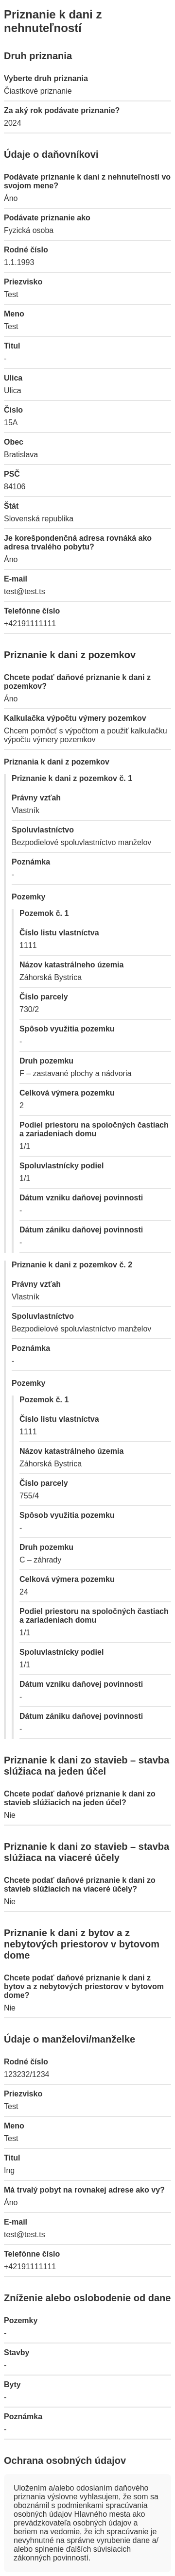 Priznanie k dani z
nehnuteľností
Druh priznania
Vyberte druh priznania
Čiastkové priznanie
Za aký rok podávate priznanie?
2024
Údaje o daňovníkovi
Podávate priznanie k dani z nehnuteľností vo
svojom mene?
Áno
Podávate priznanie ako
Fyzická osoba
Rodné číslo
1.1.1993
Priezvisko
Test
Meno
Test
Titul
-
Ulica
Ulica
Číslo
15A
Obec
Bratislava
PSČ
84106
Štát
Slovenská republika
Je korešpondenčná adresa rovnáká ako
adresa trvalého pobytu?
Áno
E-mail
test@test.ts
Telefónne číslo
+42191111111
Priznanie k dani z pozemkov
Chcete podať daňové priznanie k dani z
pozemkov?
Áno
Kalkulačka výpočtu výmery pozemkov
Chcem pomôcť s výpočtom a použiť kalkulačku
výpočtu výmery pozemkov
Priznania k dani z pozemkov
Priznanie k dani z pozemkov č. 1
Právny vzťah
Vlastník
Spoluvlastníctvo
Bezpodielové spoluvlastníctvo manželov
Poznámka
-
Pozemky
Pozemok č. 1
Číslo listu vlastníctva
1111
Názov katastrálneho územia
Záhorská Bystrica
Číslo parcely
730/2
Spôsob využitia pozemku
-
Druh pozemku
F – zastavané plochy a nádvoria
Celková výmera pozemku
2
Podiel priestoru na spoločných častiach
a zariadeniach domu
1/1
Spoluvlastnícky podiel
1/1
Dátum vzniku daňovej povinnosti
-
Dátum zániku daňovej povinnosti
-
Priznanie k dani z pozemkov č. 2
Právny vzťah
Vlastník
Spoluvlastníctvo
Bezpodielové spoluvlastníctvo manželov
Poznámka
-
Pozemky
Pozemok č. 1
Číslo listu vlastníctva
1111
Názov katastrálneho územia
Záhorská Bystrica
Číslo parcely
755/4
Spôsob využitia pozemku
-
Druh pozemku
C – záhrady
Celková výmera pozemku
24
Podiel priestoru na spoločných častiach
a zariadeniach domu
1/1
Spoluvlastnícky podiel
1/1
Dátum vzniku daňovej povinnosti
-
Dátum zániku daňovej povinnosti
-
Priznanie k dani zo stavieb – stavba
slúžiaca na jeden účel
Chcete podať daňové priznanie k dani zo
stavieb slúžiacich na jeden účel?
Nie
Priznanie k dani zo stavieb – stavba
slúžiaca na viaceré účely
Chcete podať daňové priznanie k dani zo
stavieb slúžiacich na viaceré účely?
Nie
Priznanie k dani z bytov a z
nebytových priestorov v bytovom
dome
Chcete podať daňové priznanie k dani z
bytov a z nebytových priestorov v bytovom
dome?
Nie
Údaje o manželovi/manželke
Rodné číslo
123232/1234
Priezvisko
Test
Meno
Test
Titul
Ing
Má trvalý pobyt na rovnakej adrese ako vy?
Áno
E-mail
test@test.ts
Telefónne číslo
+42191111111
Zníženie alebo oslobodenie od dane
Pozemky
-
Stavby
-
Byty
-
Poznámka
-
Ochrana osobných údajov
Uložením a/alebo odoslaním daňového
priznania výslovne vyhlasujem, že som sa
oboznámil s podmienkami spracúvania
osobných údajov Hlavného mesta ako
prevádzkovateľa osobných údajov a
beriem na vedomie, že ich spracúvanie je
nevyhnutné na správne vyrubenie dane a/
alebo splnenie ďalších súvisiacich
zákonných povinností.